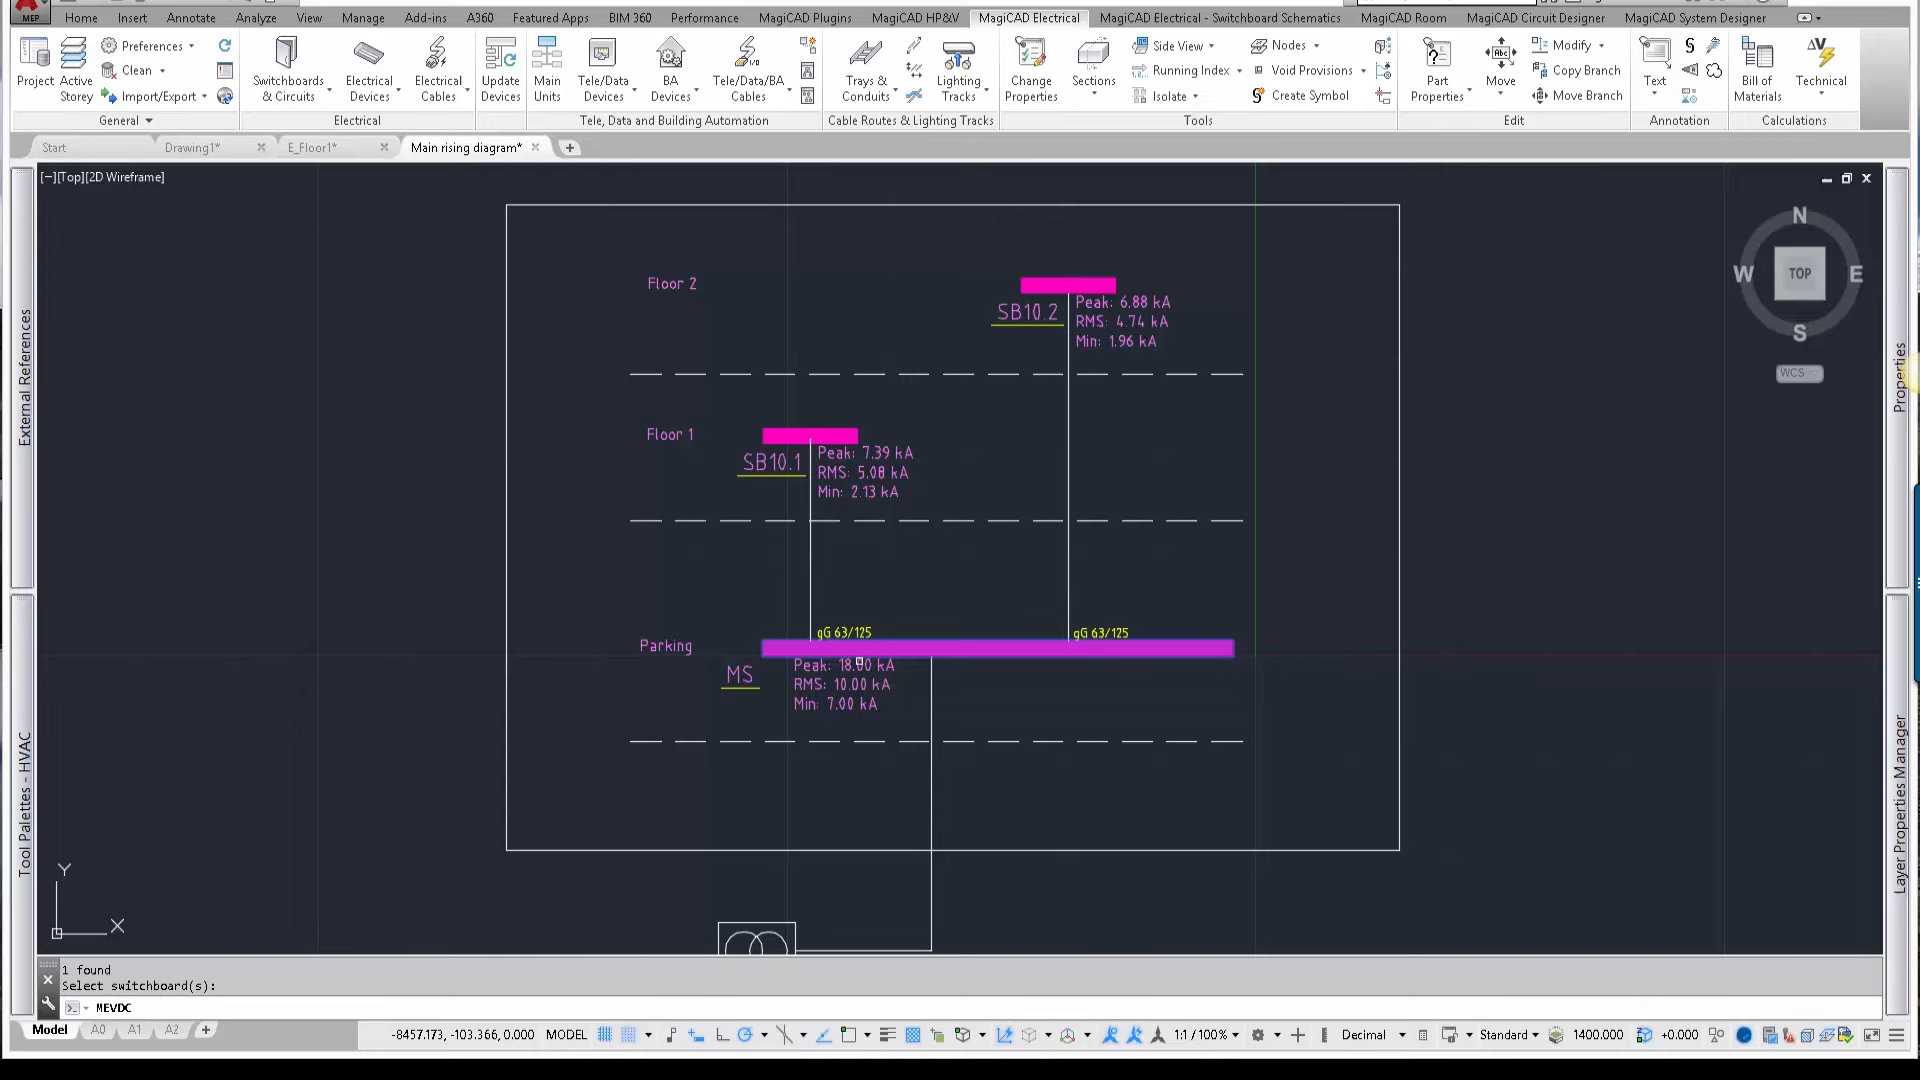 MEP
Home Insert Annotate Analyze View Manage Add-ins A360 Featured Apps BIM 360 Performance MagiCAD Plugins MagiCAD HP&V MagiCAD Electrical MagiCAD Electrical - Switchboard Schematics MagiCAD Room MagiCAD Circuit Designer MagiCAD System Designer
Project
Active Storey
Preferences
Clean
Import/Export
General
Switchboards & Circuits
Electrical Devices
Electrical Cables
Electrical
Update Devices
Main Units
Tele/Data Devices
BA Devices
Tele/Data/BA Cables
Tele, Data and Building Automation
Trays & Conduits
Lighting Tracks
Cable Routes & Lighting Tracks
Change Properties
Sections
Side View
Running Index
Isolate
Nodes
Void Provisions
Create Symbol
Tools
Part Properties
Move
Modify
Copy Branch
Move Branch
Edit
Text
Annotation
Bill of Materials
Technical
Calculations
Start Drawing1* E_Floor1* Main rising diagram*
[−][Top][2D Wireframe]
External References
Tool Palettes - HVAC
Properties
Layer Properties Manager
N
W TOP E
S
WCS
Floor 2
SB10.2
Peak: 6.88 kA
RMS: 4.74 kA
Min: 1.96 kA
Floor 1
SB10.1
Peak: 7.39 kA
RMS: 5.08 kA
Min: 2.13 kA
gG 63/125 gG 63/125
Parking
MS
Peak: 18.00 kA
RMS: 10.00 kA
Min: 7.00 kA
Y
X
1 found
Select switchboard(s):
MEVDC
Model A0 A1 A2
-8457.173, -103.366, 0.000 MODEL 1:1 / 100% Decimal Standard 1400.000 +0.000